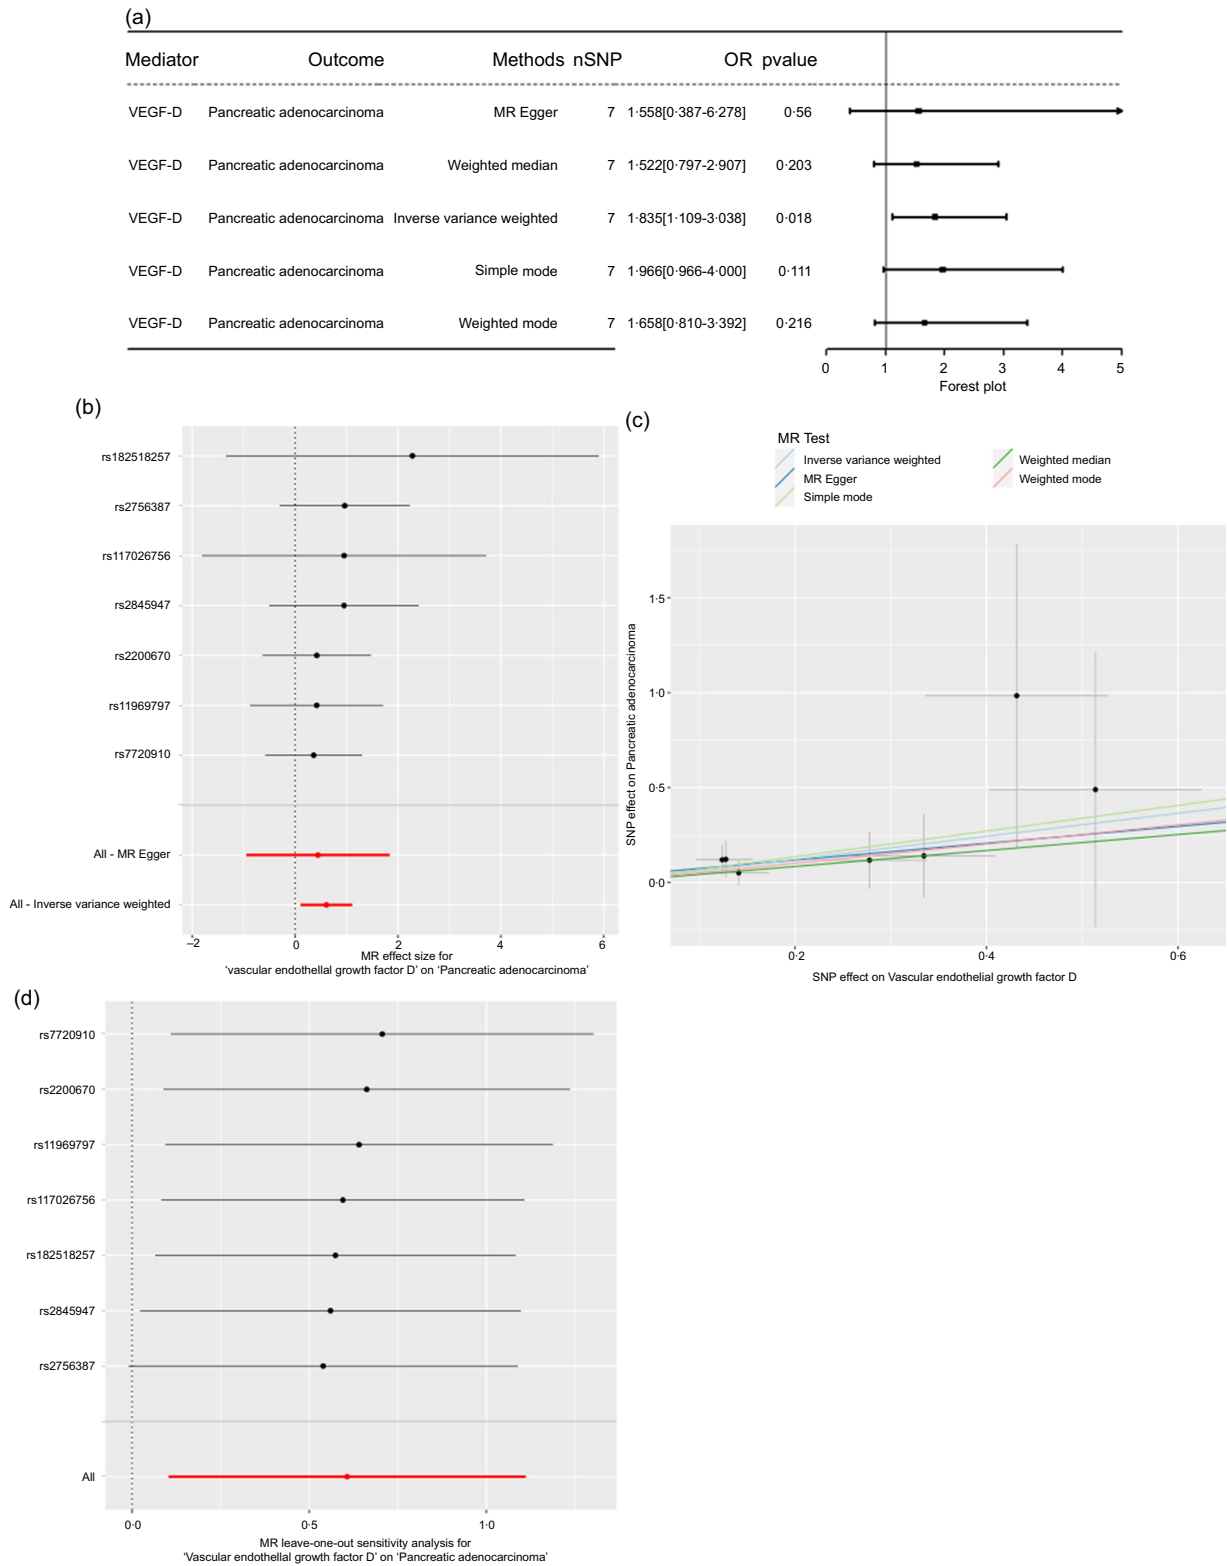 (a)
Mediator Outcome Methods nSNP OR pvalue
VEGF-D Pancreatic adenocarcinoma MR Egger 7 1·558[0·387-6·278] 0·56
VEGF-D Pancreatic adenocarcinoma Weighted median 7 1·522[0·797-2·907] 0·203
VEGF-D Pancreatic adenocarcinoma Inverse variance weighted 7 1·835[1·109-3·038] 0·018
VEGF-D Pancreatic adenocarcinoma Simple mode 7 1·966[0·966-4·000] 0·111
VEGF-D Pancreatic adenocarcinoma Weighted mode 7 1·658[0·810-3·392] 0·216
0 1 2 3 4 5
Forest plot
(b)
rs182518257
rs2756387
rs117026756
rs2845947
rs2200670
rs11969797
rs7720910
All - MR Egger
All - Inverse variance weighted
−2 0 2 4 6
MR effect size for
'vascular endothellal growth factor D' on 'Pancreatic adenocarcinoma'
(c)
MR Test
Inverse variance weighted
MR Egger
Simple mode
Weighted median
Weighted mode
SNP effect on Pancreatic adenocarcinoma
1·5
1·0
0·5
0·0
0·2 0·4 0·6
SNP effect on Vascular endothelial growth factor D
(d)
rs7720910
rs2200670
rs11969797
rs117026756
rs182518257
rs2845947
rs2756387
All
0·0 0·5 1·0
MR leave-one-out sensitivity analysis for
'Vascular endothellal growth factor D' on 'Pancreatic adenocarcinoma'